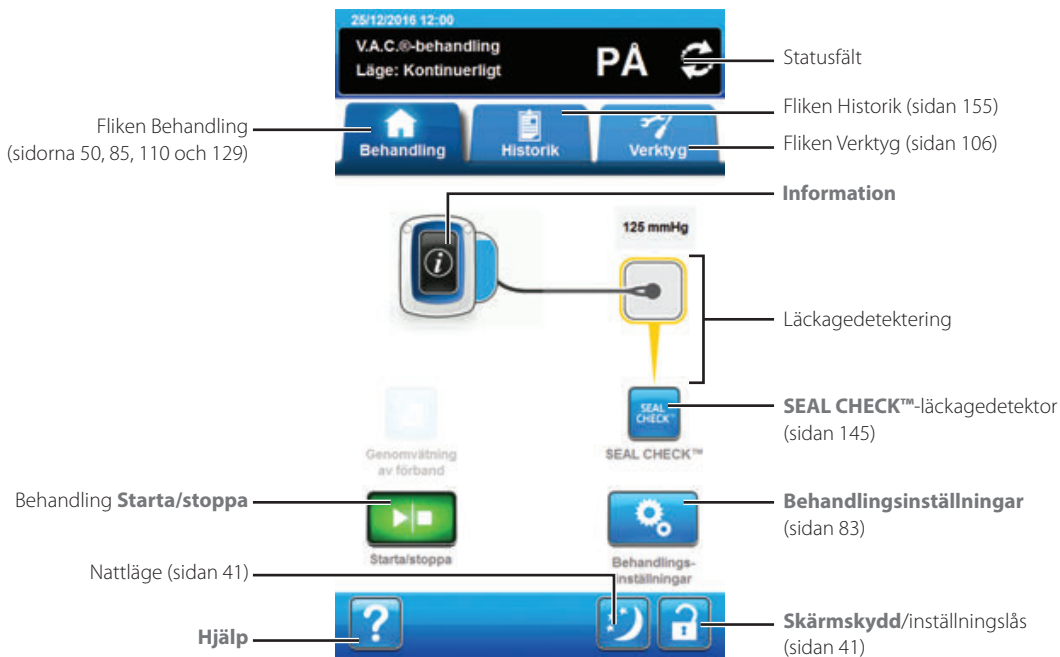 25/12/2016 12:00
V.A.C.®-behandling
Läge: Kontinuerligt
PÅ
Statusfält
Behandling
Historik
Verktyg
Fliken Historik (sidan 155)
Fliken Verktyg (sidan 106)
Fliken Behandling
(sidorna 50, 85, 110 och 129)
Information
i
125 mmHg
Läckagedetektering
SEAL
CHECK™
SEAL CHECK™
SEAL CHECK™-läckagedetektor
(sidan 145)
Genomvätning
av förband
Behandling Starta/stoppa
Starta/stoppa
Behandlings-
inställningar
Behandlingsinställningar
(sidan 83)
Nattläge (sidan 41)
Hjälp
?
Skärmskydd/inställningslås
(sidan 41)